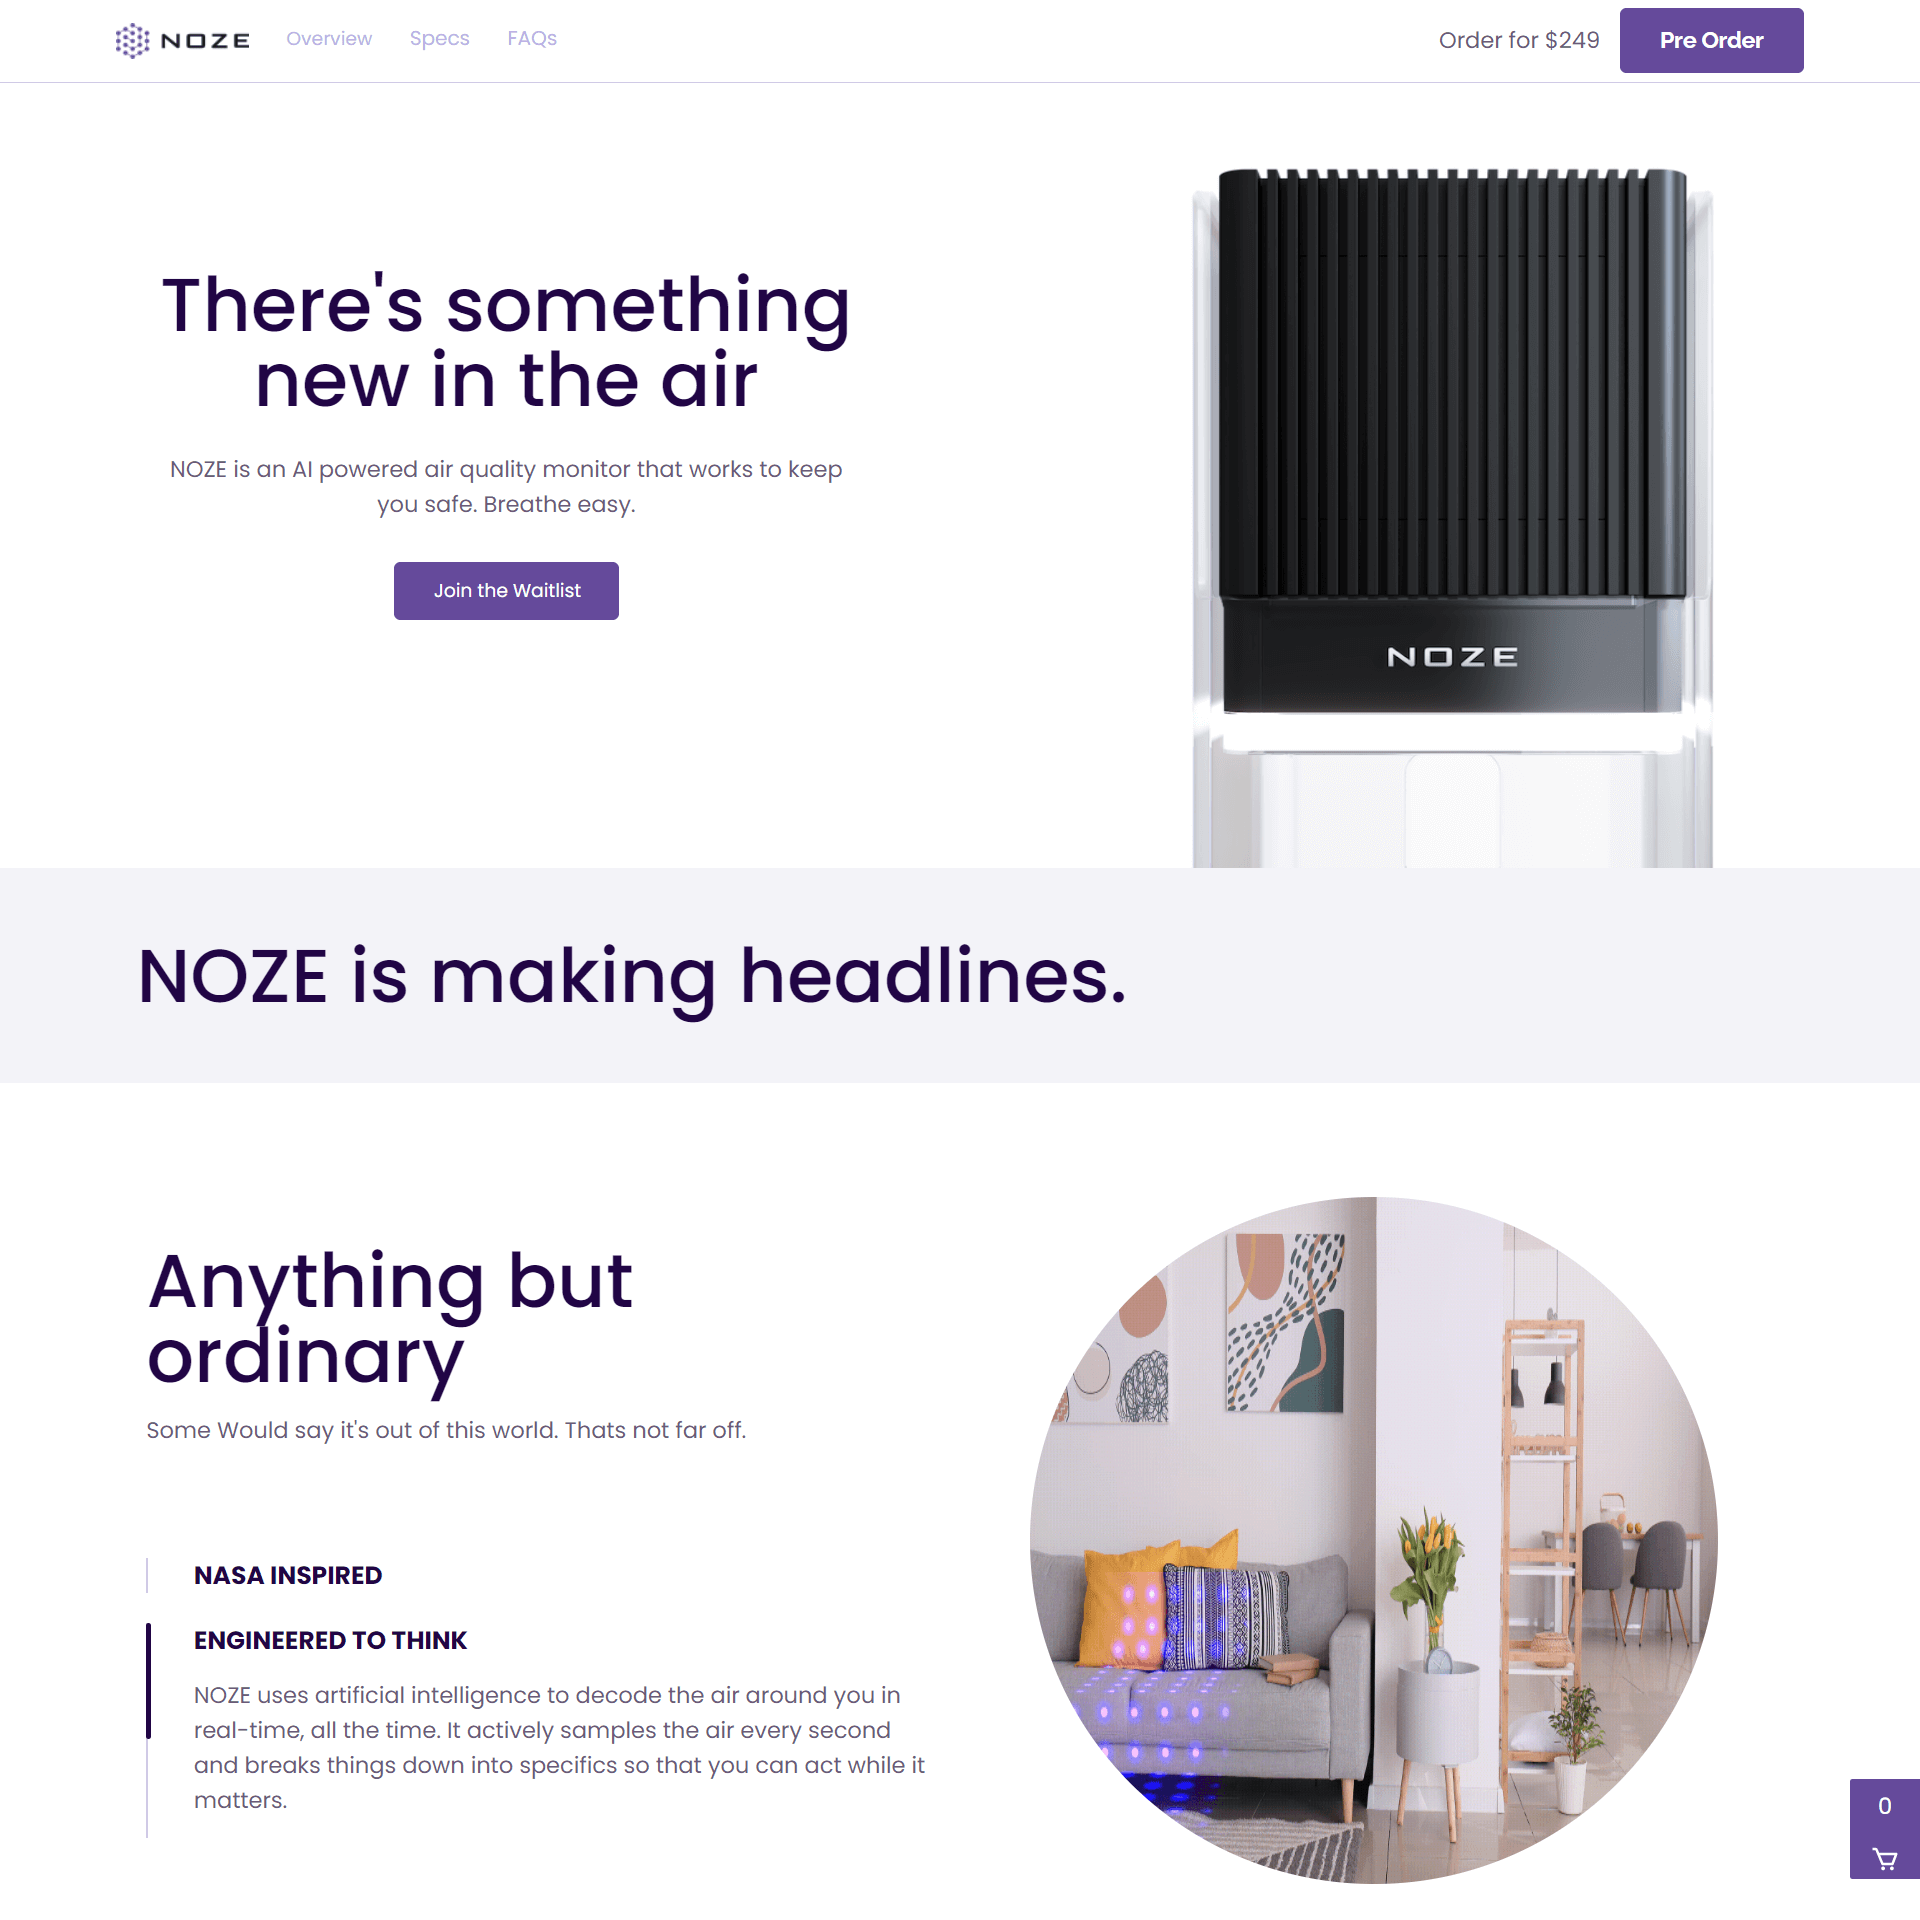 NOZE
Overview
Specs
FAQs
Order for $249
Pre Order
There's something
new in the air
NOZE is an AI powered air quality monitor that works to keep
you safe. Breathe easy.
Join the Waitlist
NOZE
NOZE is making headlines.
Anything but
ordinary
Some Would say it's out of this world. Thats not far off.
NASA INSPIRED
ENGINEERED TO THINK
NOZE uses artificial intelligence to decode the air around you in
real-time, all the time. It actively samples the air every second
and breaks things down into specifics so that you can act while it
matters.
0